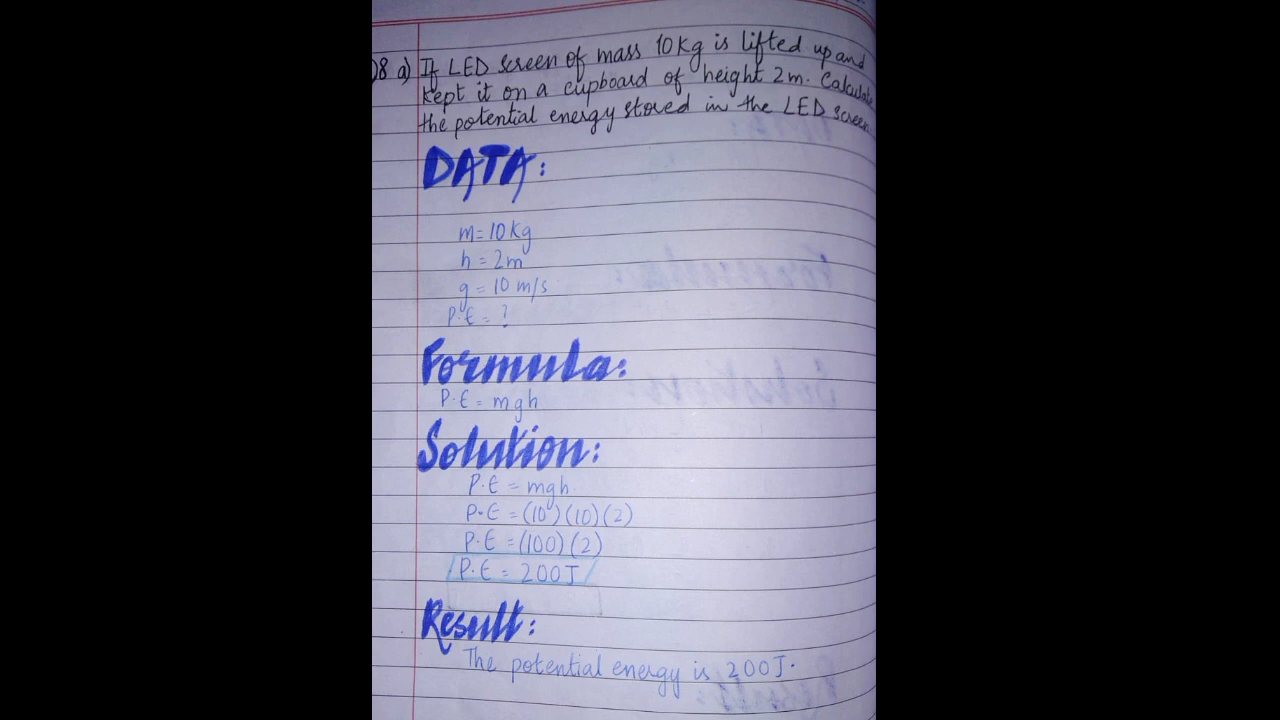 Q8 a) If LED screen of mass 10Kg is lifted up and
kept it on a cupboard of height 2m. Calculate
the potential energy stored in the LED screen.
DATA:
m = 10Kg
h = 2m
g = 10 m/s
P.E = ?
Formula:
P.E = mgh
Solution:
P.E = mgh.
P.E = (10)(10)(2)
P.E = (100)(2)
P.E = 200J
Result:
The potential energy is 200J.